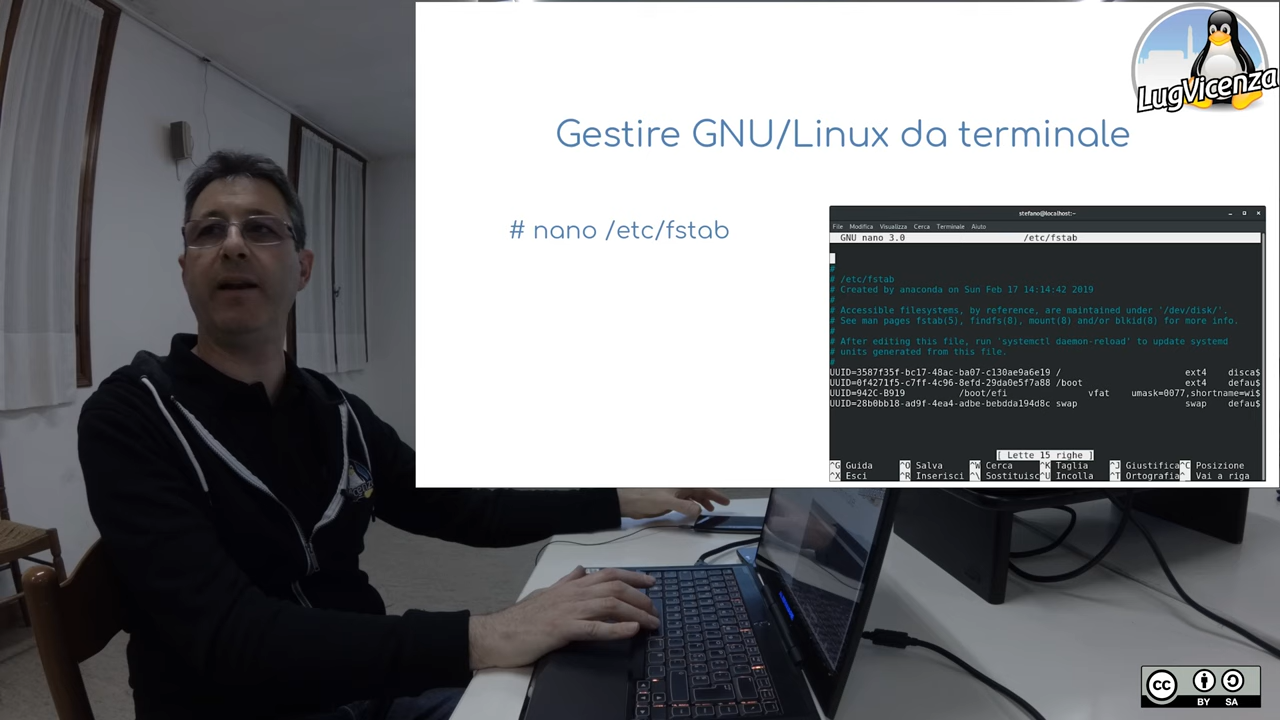 LugVicenza
Gestire GNU/Linux da terminale
# nano /etc/fstab
stefano@localhost:~
File Modifica Visualizza Cerca Terminale Aiuto
GNU nano 3.0 /etc/fstab
#
# /etc/fstab
# Created by anaconda on Sun Feb 17 14:14:42 2019
#
# Accessible filesystems, by reference, are maintained under '/dev/disk/'.
# See man pages fstab(5), findfs(8), mount(8) and/or blkid(8) for more info.
#
# After editing this file, run 'systemctl daemon-reload' to update systemd
# units generated from this file.
#
UUID=3587f35f-bc17-48ac-ba07-c130ae9a6e19 / ext4 disca$
UUID=0f4271f5-c7ff-4c96-8efd-29da0e5f7a88 /boot ext4 defau$
UUID=942C-B919 /boot/efi vfat umask=0077,shortname=wi$
UUID=28b0bb18-ad9f-4ea4-adbe-bebdda194d8c swap swap defau$
[ Lette 15 righe ]
^G Guida ^O Salva ^W Cerca ^K Taglia ^J Giustifica^C Posizione
^X Esci ^R Inserisci ^\ Sostituisc^U Incolla ^T Ortografia^_ Vai a riga
cc
BY SA